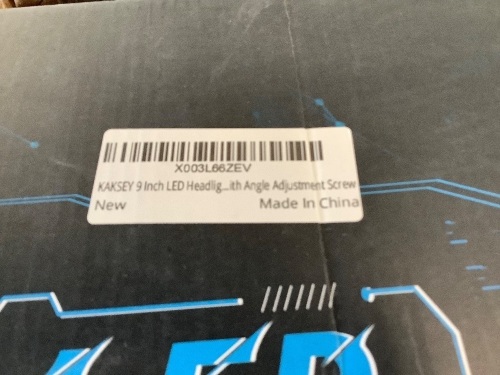 X003L66ZEV
KAKSEY 9 Inch LED Headlig...ith Angle Adjustment Screw
New Made In China